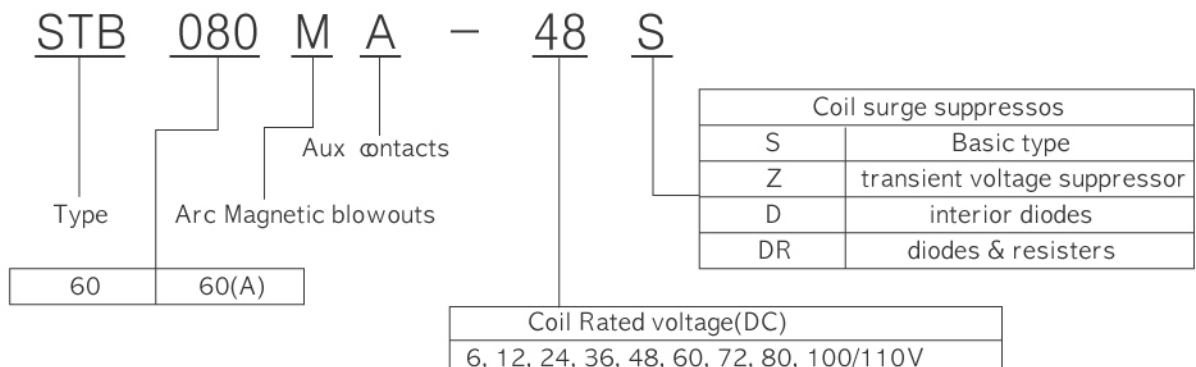 STB 080 M A - 48 S
Coil surge suppressos
S Basic type
Aux contacts
Z transient voltage suppressor
Type Arc Magnetic blowouts
D interior diodes
DR diodes & resisters
60 60(A)
Coil Rated voltage(DC)
6, 12, 24, 36, 48, 60, 72, 80, 100/110V